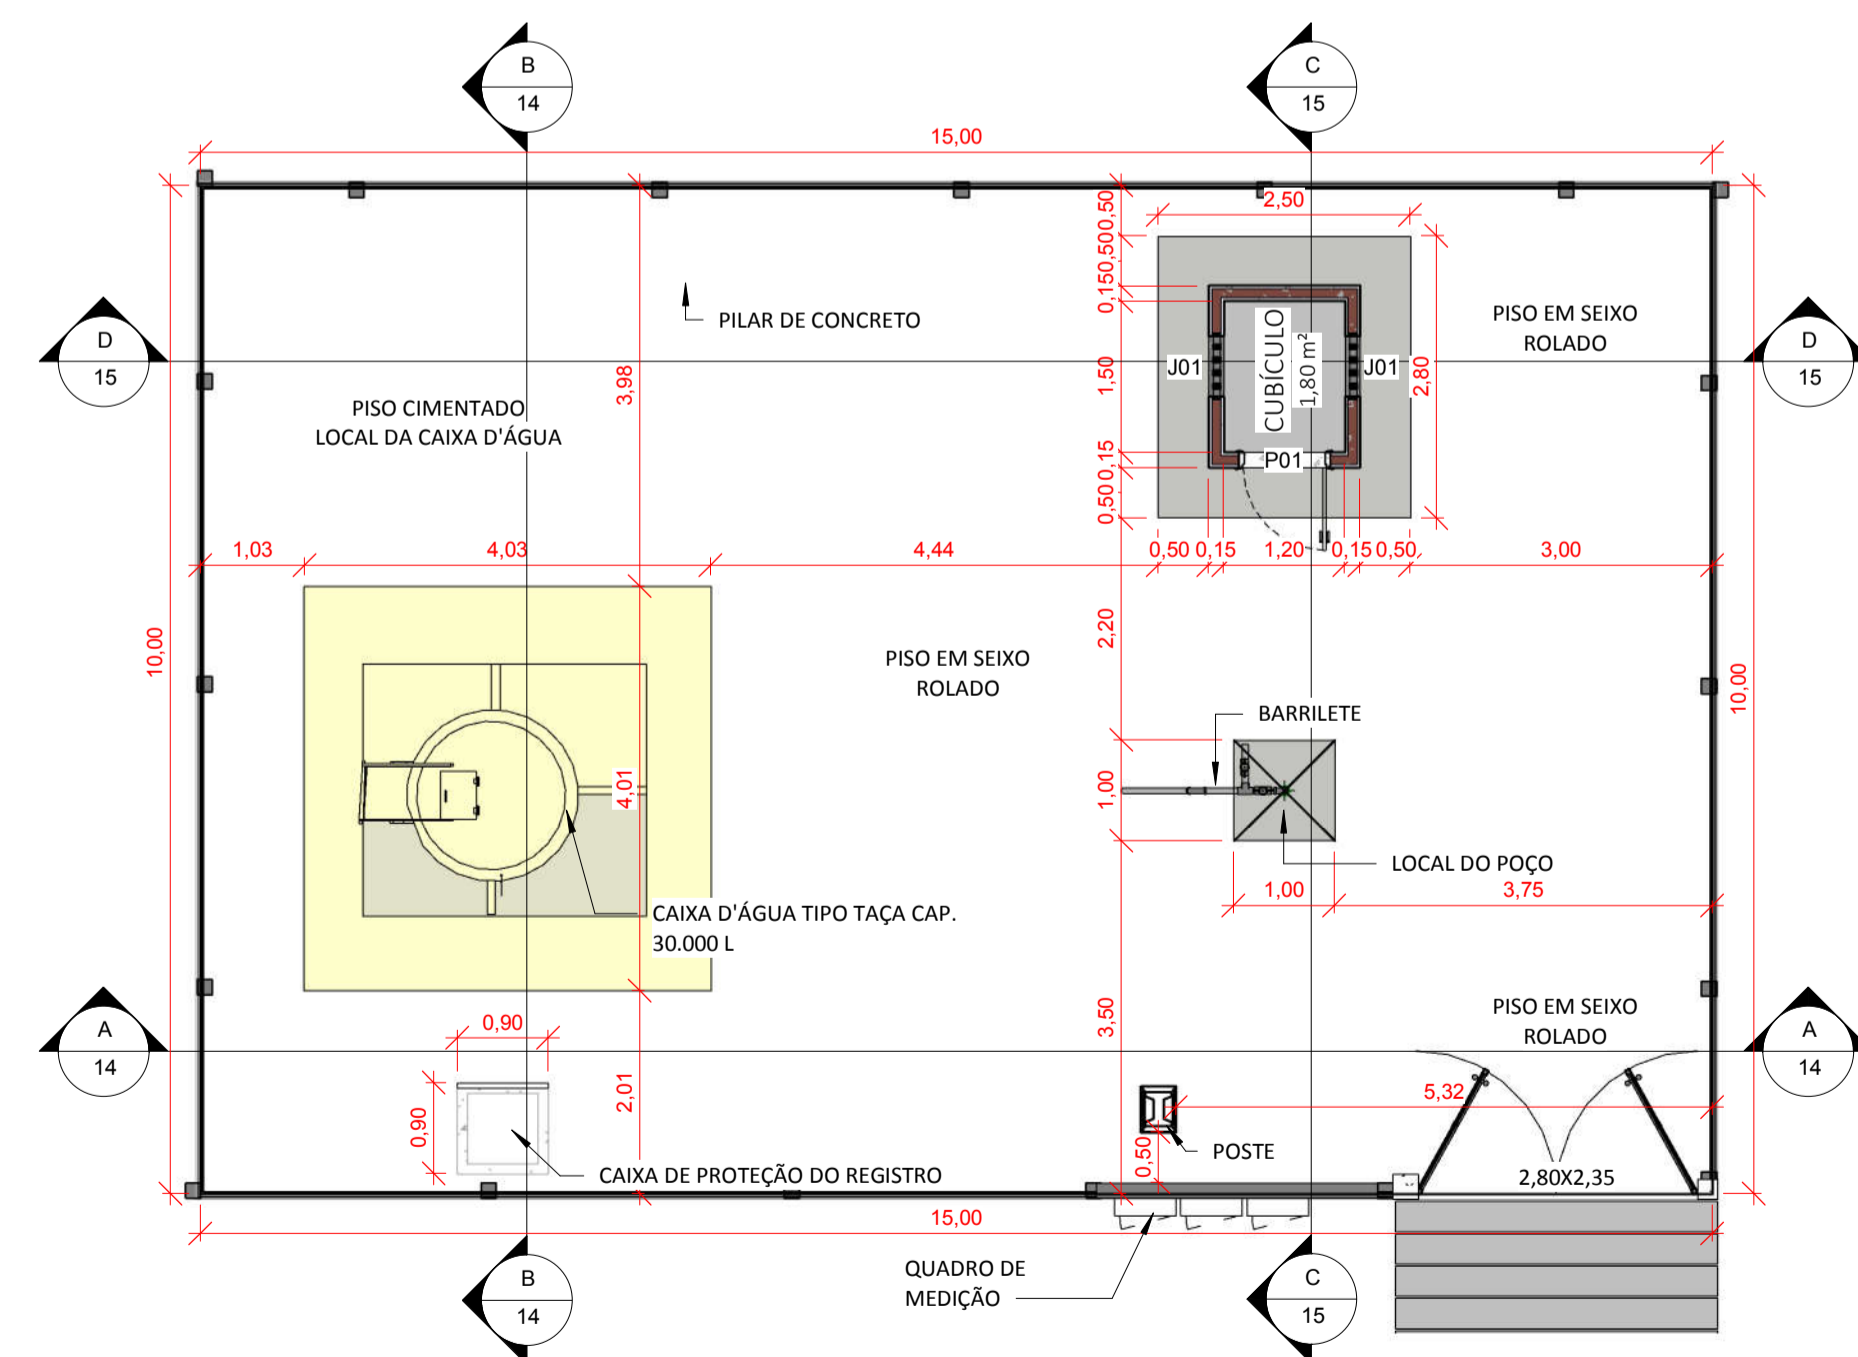 B
14
C
15
15,00
2,50
0,50
0,50
0,15
1,50
0,15
0,50
PILAR DE CONCRETO
PISO EM SEIXO
ROLADO
D
15
D
15
CUBÍCULO
1,80 m²
J01
J01
P01
2,80
3,98
PISO CIMENTADO
LOCAL DA CAIXA D'ÁGUA
1,03
4,03
4,44
0,50
0,15
1,20
0,15
0,50
3,00
10,00
2,20
10,00
PISO EM SEIXO
ROLADO
BARRILETE
4,01
1,00
LOCAL DO POÇO
1,00
3,75
CAIXA D'ÁGUA TIPO TAÇA CAP.
30.000 L
A
14
0,90
3,50
PISO EM SEIXO
ROLADO
A
14
0,90
2,01
5,32
0,50
POSTE
CAIXA DE PROTEÇÃO DO REGISTRO
2,80X2,35
15,00
QUADRO DE
MEDIÇÃO
B
14
C
15